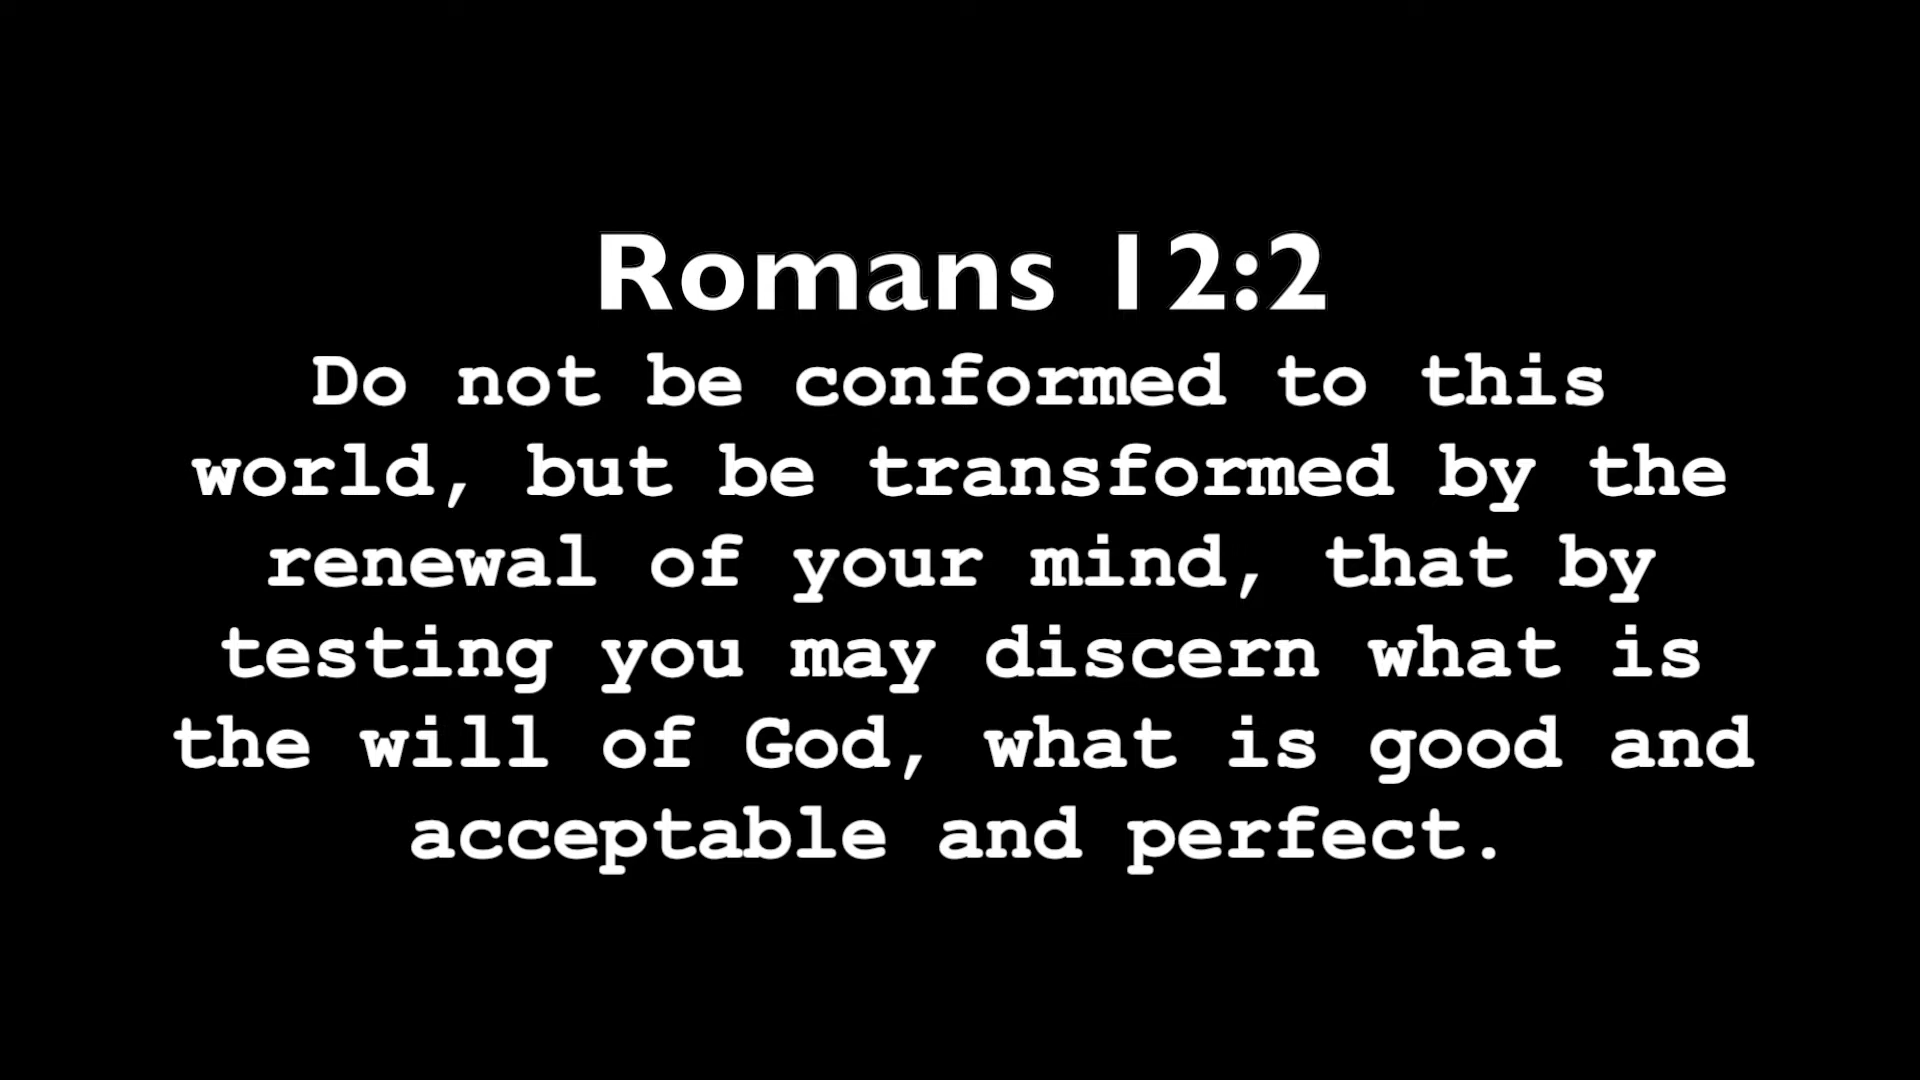 Romans 12:2
Do not be conformed to this
world, but be transformed by the
renewal of your mind, that by
testing you may discern what is
the will of God, what is good and
acceptable and perfect.